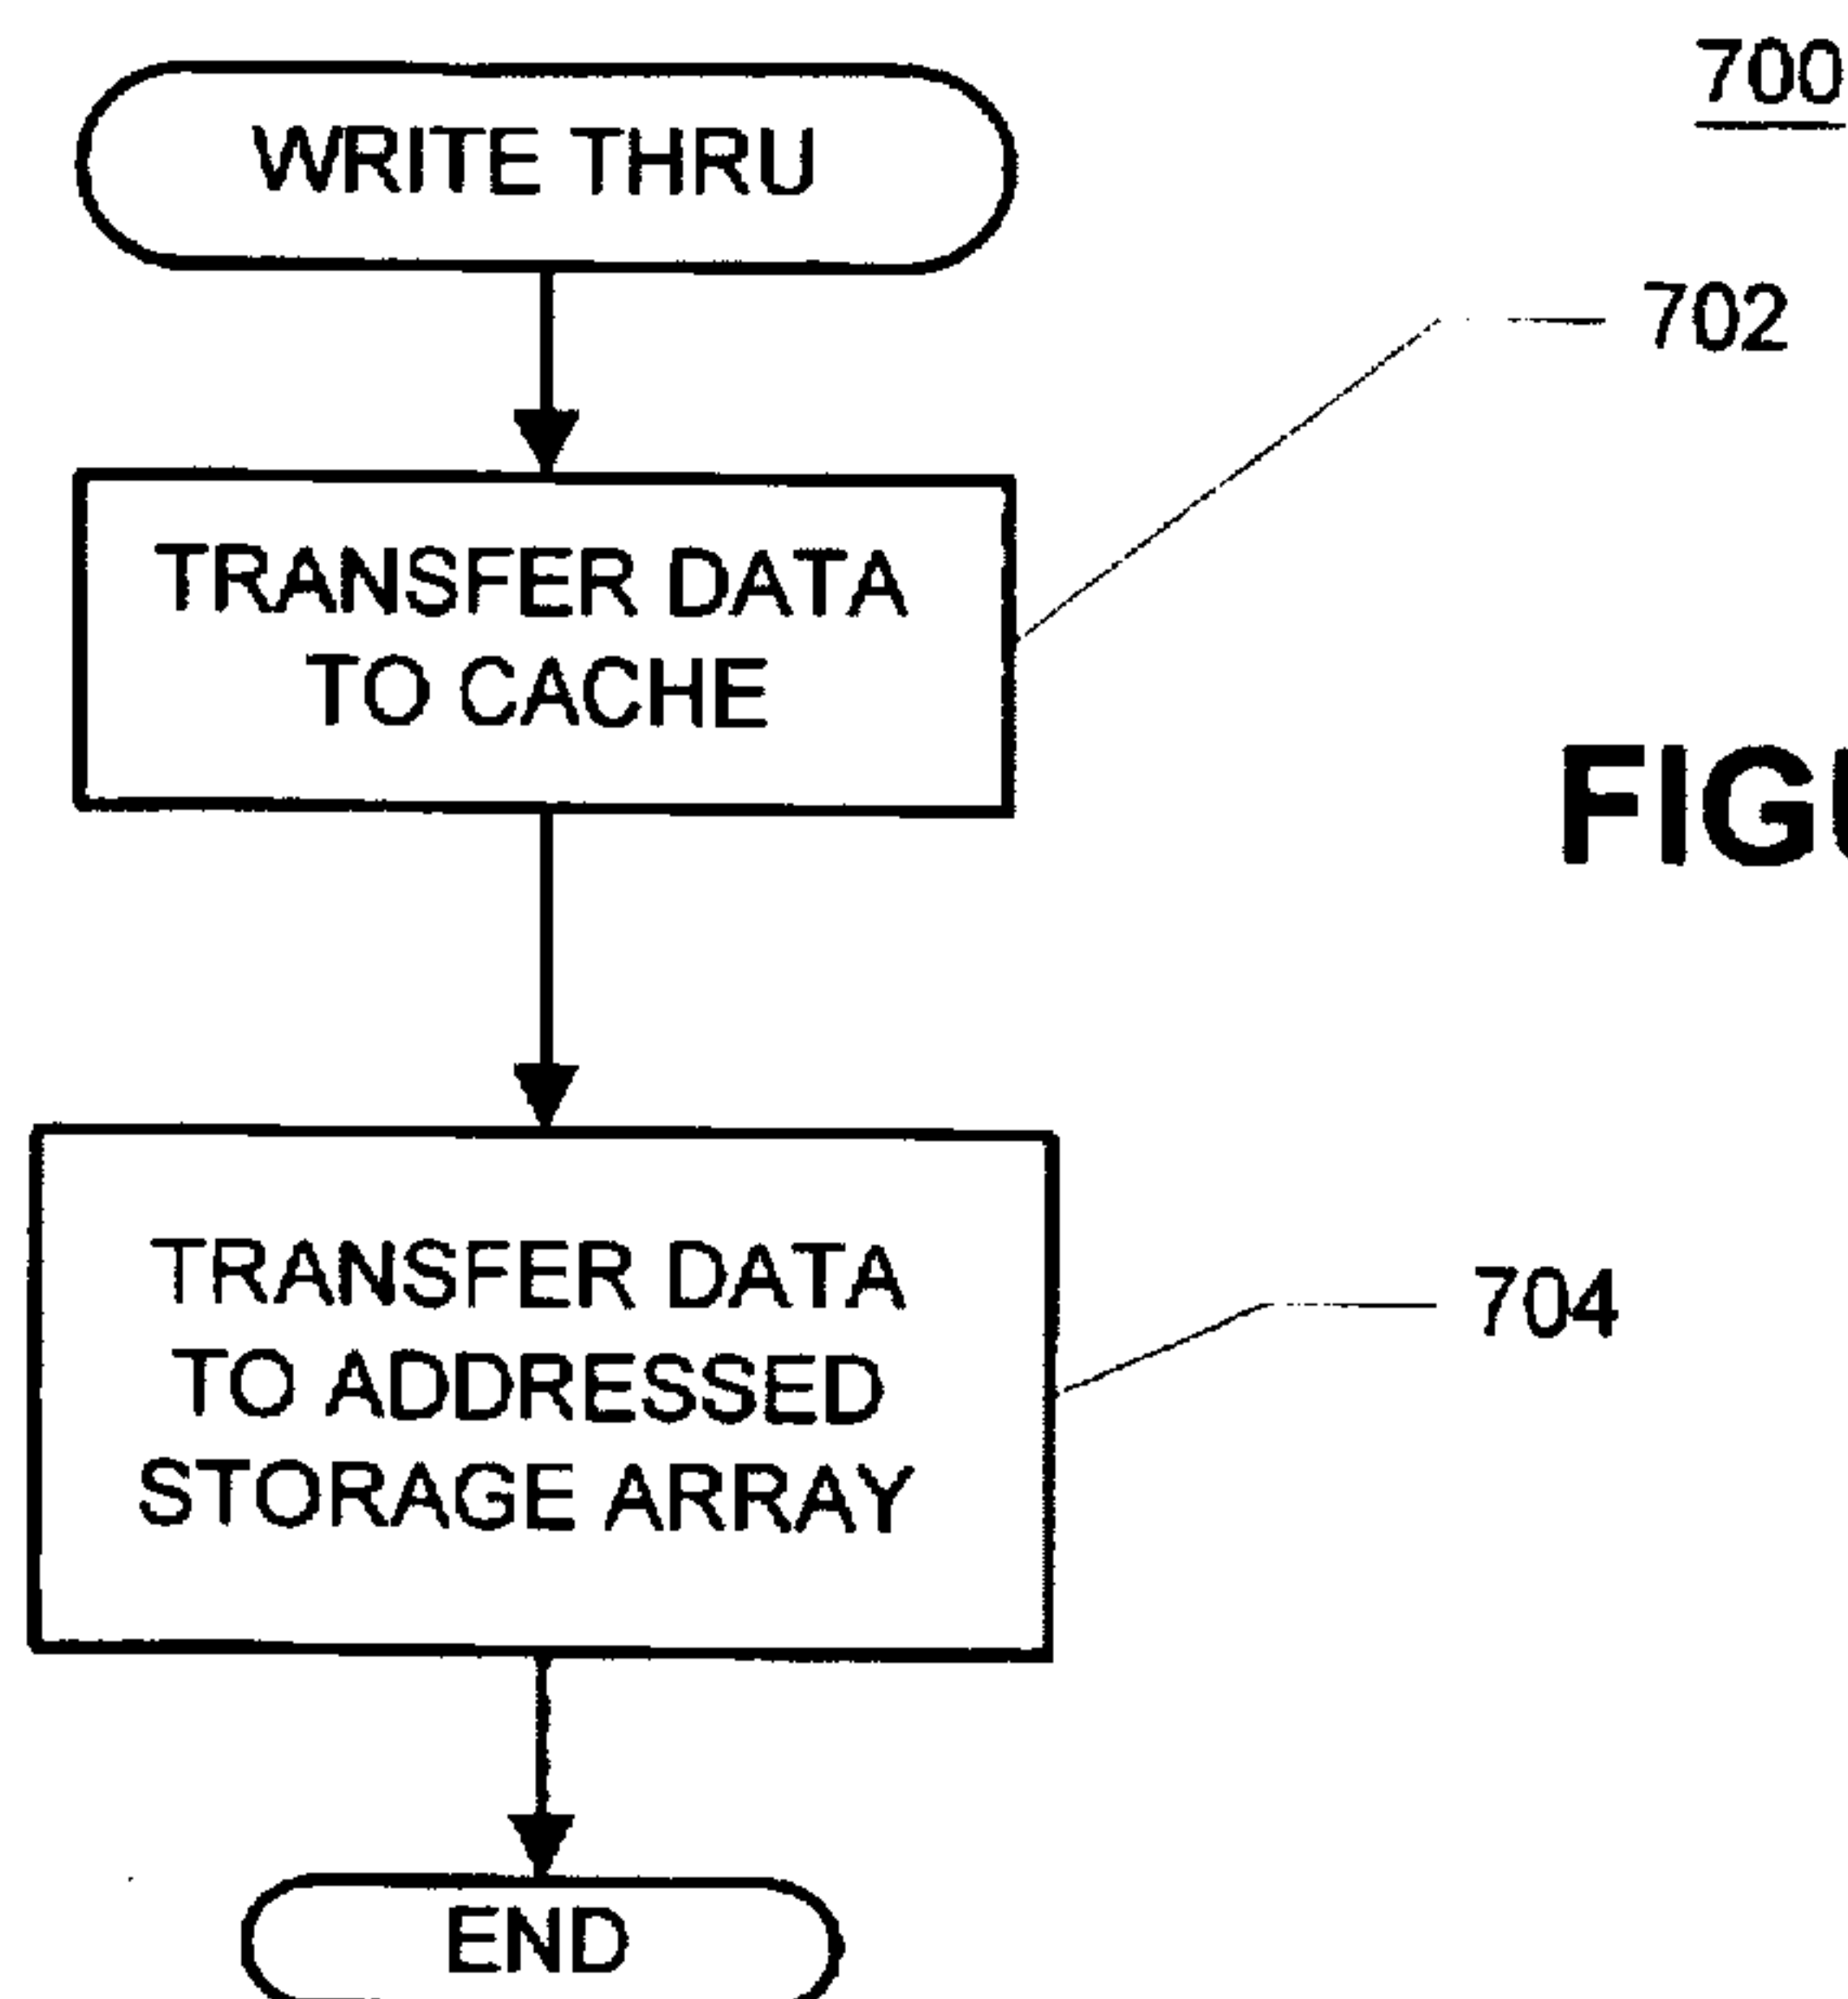 WRITE THRU
700
702
TRANSFER DATA
TO CACHE
TRANSFER DATA
TO ADDRESSED
STORAGE ARRAY
704
END